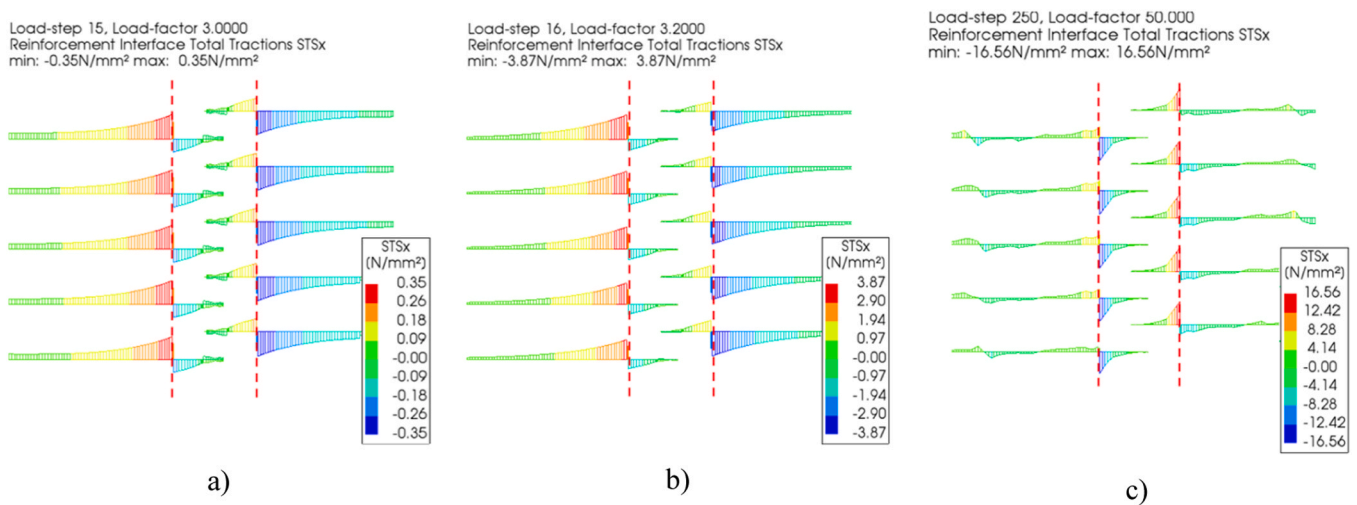 Load-step 15, Load-factor 3.0000
Reinforcement Interface Total Tractions STSx
min: -0.35N/mm² max: 0.35N/mm²
STSx
(N/mm²)
0.35
0.26
0.18
0.09
-0.00
-0.09
-0.18
-0.26
-0.35
a)
Load-step 16, Load-factor 3.2000
Reinforcement Interface Total Tractions STSx
min: -3.87N/mm² max: 3.87N/mm²
STSx
(N/mm²)
3.87
2.90
1.94
0.97
-0.00
-0.97
-1.94
-2.90
-3.87
b)
Load-step 250, Load-factor 50.000
Reinforcement Interface Total Tractions STSx
min: -16.56N/mm² max: 16.56N/mm²
STSx
(N/mm²)
16.56
12.42
8.28
4.14
-0.00
-4.14
-8.28
-12.42
-16.56
c)